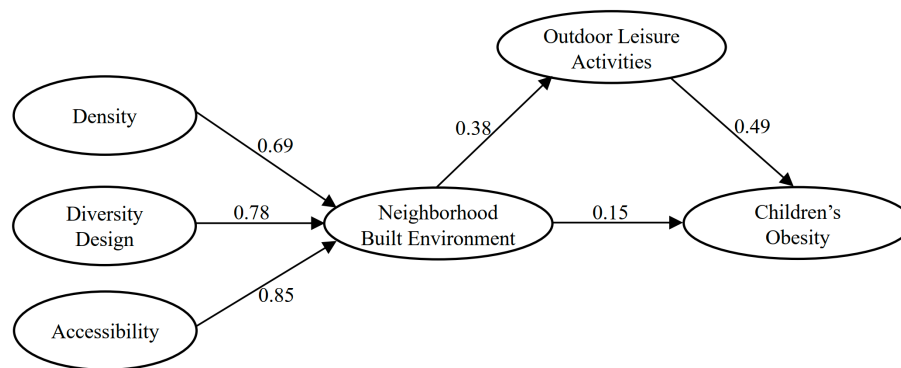 Outdoor Leisure
Activities
Density
0.69
0.38
0.49
Diversity
Design
0.78
Neighborhood
Built Environment
0.15
Children's
Obesity
0.85
Accessibility